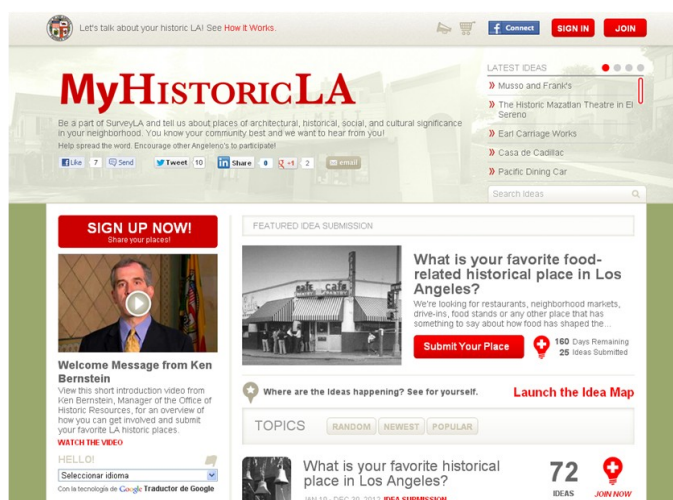 Let's talk about your historic LA! See How It Works.
Connect
SIGN IN
JOIN
MyHistoricLA
Be a part of SurveyLA and tell us about places of architectural, historical, social, and cultural significance
in your neighborhood. You know your community best and we want to hear from you!
Help spread the word. Encourage other Angeleno's to participate!
Like 7 Send Tweet 10 Share 0 +1 2 email
LATEST IDEAS
» Musso and Frank's
» The Historic Mazatlan Theatre in El
Sereno
» Earl Carriage Works
» Casa de Cadillac
» Pacific Dining Car
Search Ideas
SIGN UP NOW!
Share your places!
Welcome Message from Ken
Bernstein
View this short introduction video from
Ken Bernstein, Manager of the Office of
Historic Resources, for an overview of
how you can get involved and submit
your favorite LA historic places.
WATCH THE VIDEO
HELLO!
Seleccionar idioma
Con la tecnología de Google Traductor de Google
FEATURED IDEA SUBMISSION
What is your favorite food-
related historical place in Los
Angeles?
We're looking for restaurants, neighborhood markets,
drive-ins, food stands or any other place that has
something to say about how food has shaped the...
Submit Your Place
160 Days Remaining
25 Ideas Submitted
Where are the Ideas happening? See for yourself.
Launch the Idea Map
TOPICS
RANDOM
NEWEST
POPULAR
What is your favorite historical
place in Los Angeles?
JAN 19 - DEC 29, 2012 IDEA SUBMISSION
72
IDEAS
JOIN NOW